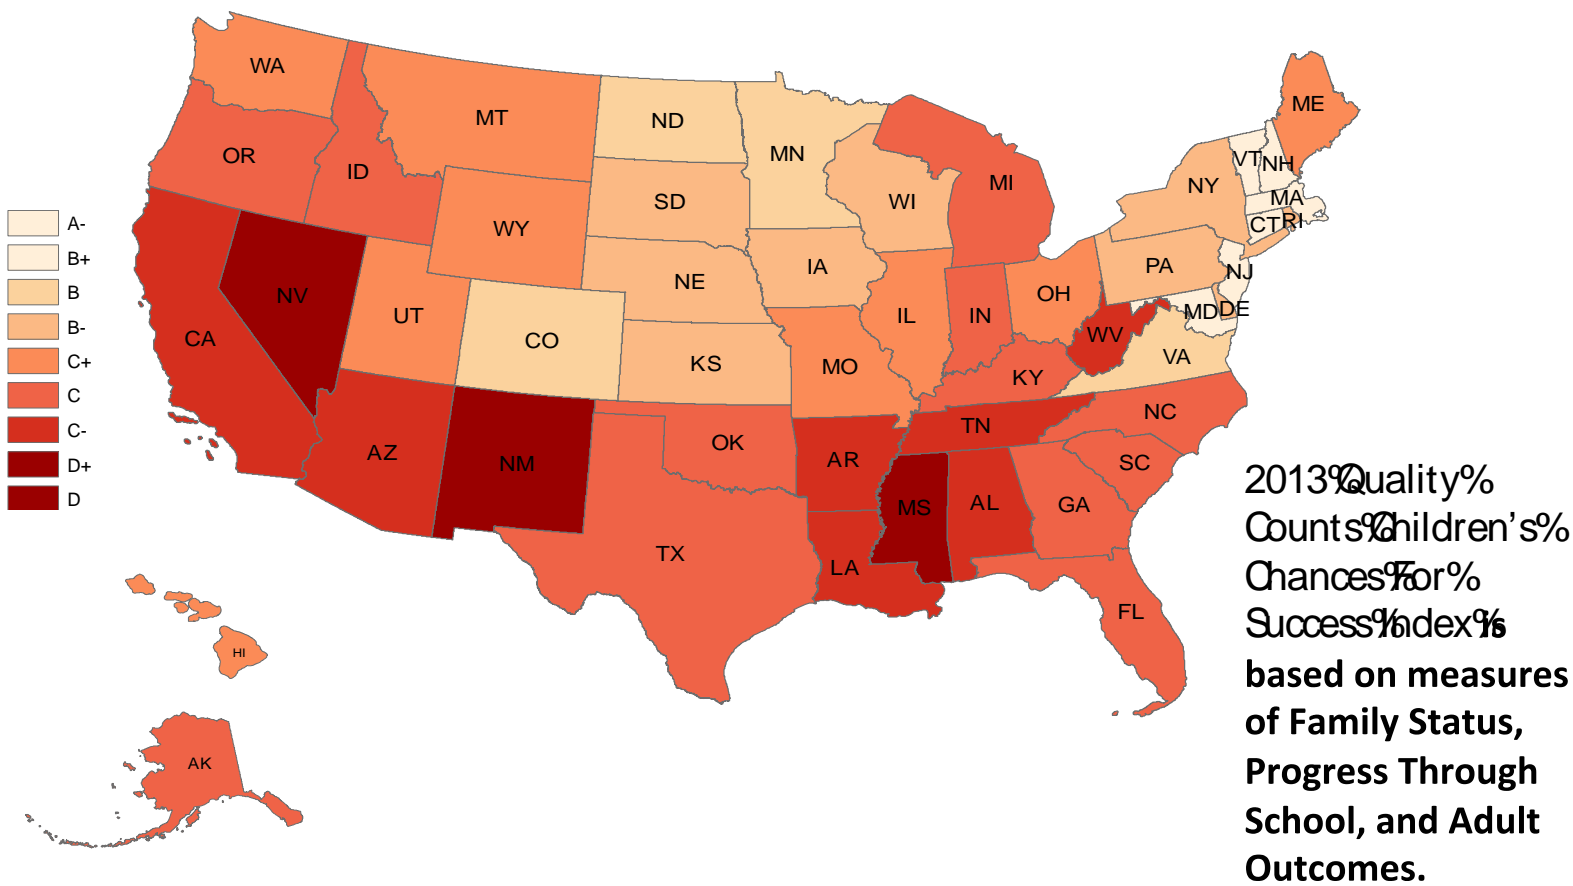 WA
MT
ND
MN
ME
OR
ID
SD
WI
MI
NY
VT
NH
MA
CT
RI
WY
IA
NE
PA
NJ
A-
B+
B
B-
C+
C
C-
D+
D
NV
UT
CO
CA
KS
MO
IL
IN
OH
WV
MD
DE
VA
KY
AZ
NM
OK
AR
TN
NC
SC
MS
AL
GA
TX
LA
FL
HI
AK
2013%Quality%
Counts%Children’s%
Chances%For%
Success%Index%is
based on measures
of Family Status,
Progress Through
School, and Adult
Outcomes.